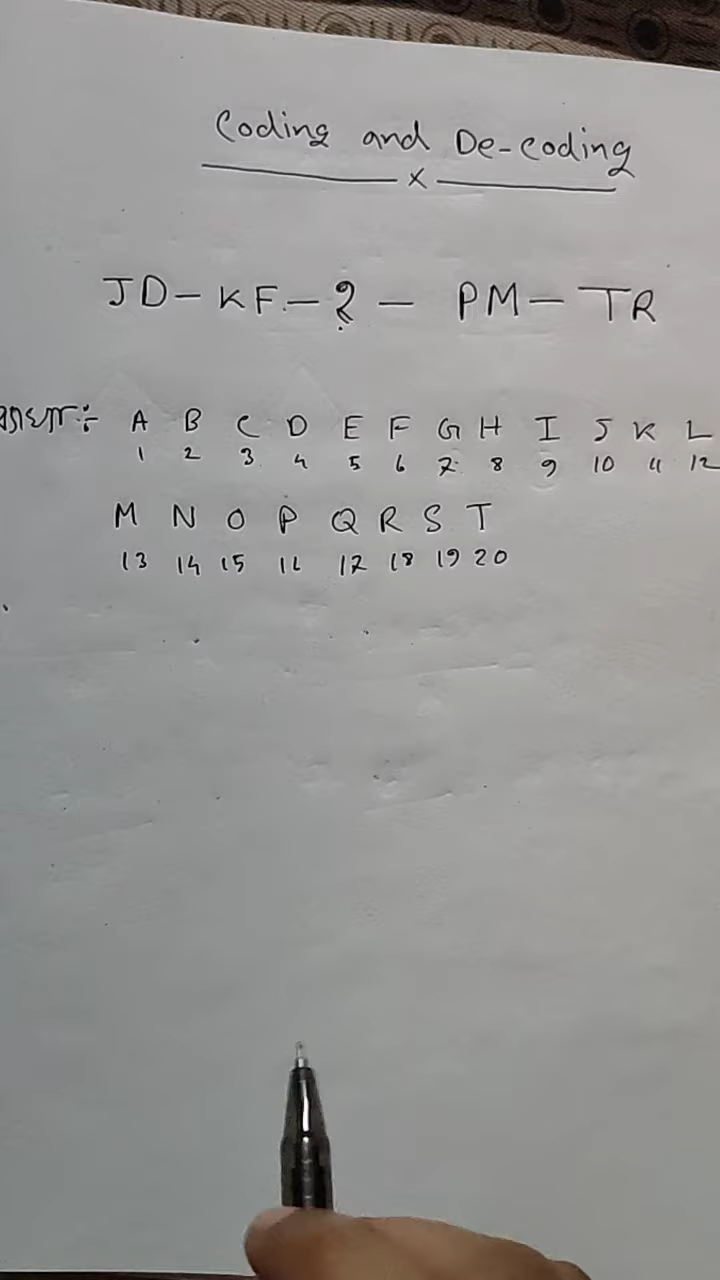 Coding and De-coding
x
JD – KF – ? – PM – TR
A B C D E F G H I J K L
1 2 3 4 5 6 7 8 9 10 11 12
M N O P Q R S T
13 14 15 16 17 18 19 20